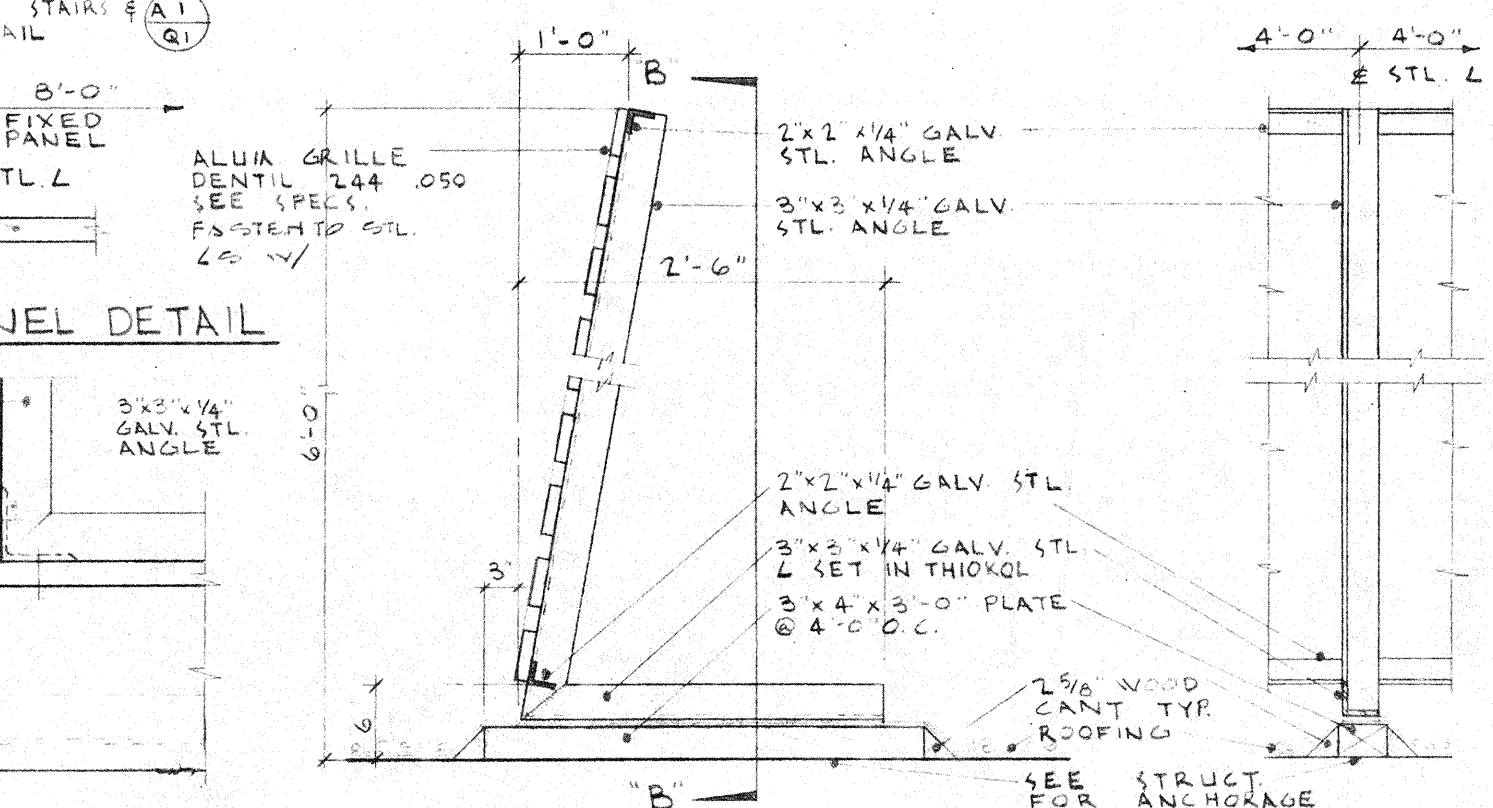 STAIRS &
AIL
A 1
Q1
8'-0"
FIXED
PANEL
TL. L
ALUM GRILLE
DENTIL 244 .050
SEE SPECS.
FASTEN TO STL.
LS W/
NEL DETAIL
3"x3"x1/4"
GALV. STL.
ANGLE
1'-0"
"B"
2'-6"
6'-0"
3"
6
2"x2"x1/4" GALV.
STL. ANGLE
3"x3"x1/4" GALV.
STL. ANGLE
2"x2"x1/4" GALV STL.
ANGLE
3"x3"x1/4" GALV. STL
L SET IN THIOKOL
3"x4"x3'-0" PLATE
@ 4'-0" O.C.
2 5/8" WOOD
CANT TYP.
ROOFING
SEE STRUCT.
FOR ANCHORAGE
"B"
4'-0" 4'-0"
℄ STL. L